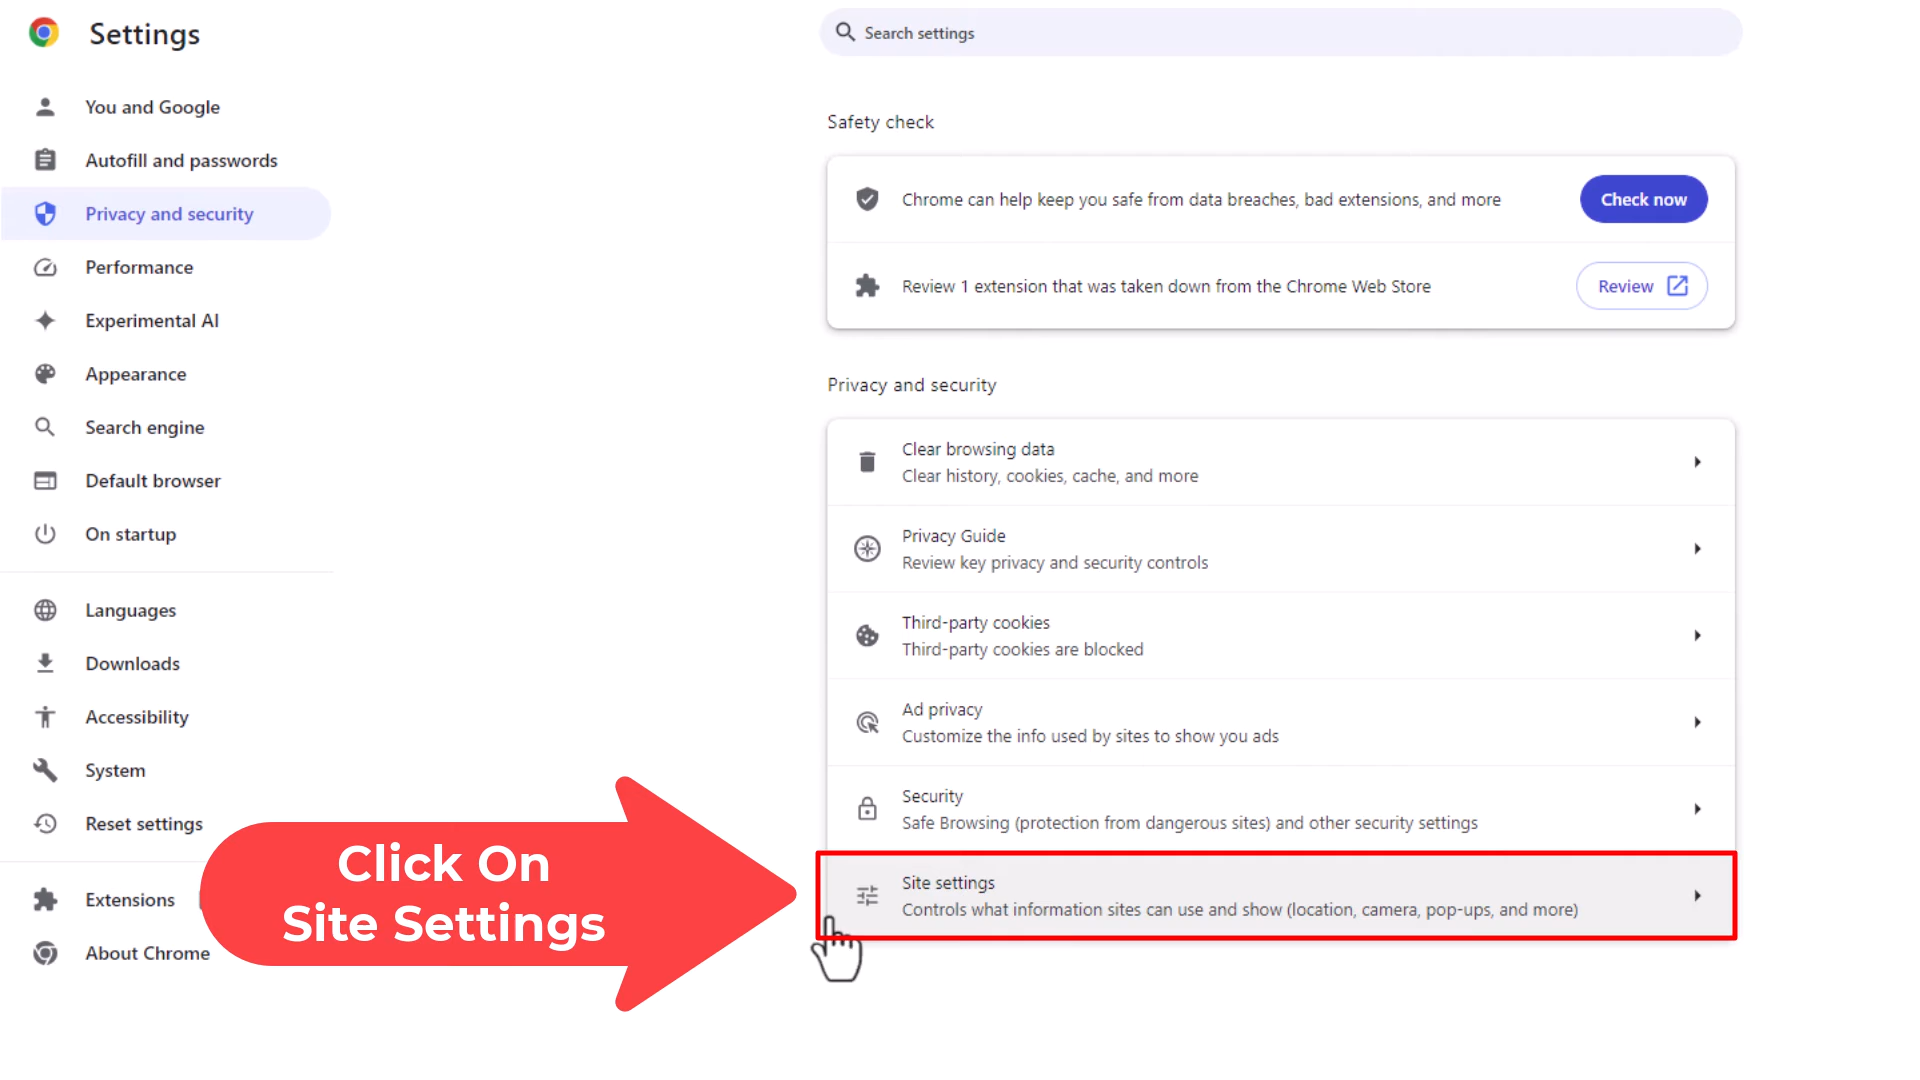 Settings
Search settings
You and Google
Autofill and passwords
Privacy and security
Performance
Experimental AI
Appearance
Search engine
Default browser
On startup
Languages
Downloads
Accessibility
System
Reset settings
Extensions
About Chrome
Safety check
Chrome can help keep you safe from data breaches, bad extensions, and more
Check now
Review 1 extension that was taken down from the Chrome Web Store
Review
Privacy and security
Clear browsing data
Clear history, cookies, cache, and more
Privacy Guide
Review key privacy and security controls
Third-party cookies
Third-party cookies are blocked
Ad privacy
Customize the info used by sites to show you ads
Security
Safe Browsing (protection from dangerous sites) and other security settings
Site settings
Controls what information sites can use and show (location, camera, pop-ups, and more)
Click On
Site Settings